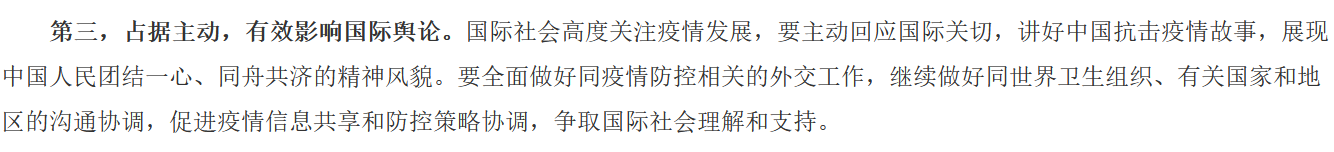 第三，占据主动，有效影响国际舆论。国际社会高度关注疫情发展，要主动回应国际关切，讲好中国抗击疫情故事，展现
中国人民团结一心、同舟共济的精神风貌。要全面做好同疫情防控相关的外交工作，继续做好同世界卫生组织、有关国家和地
区的沟通协调，促进疫情信息共享和防控策略协调，争取国际社会理解和支持。